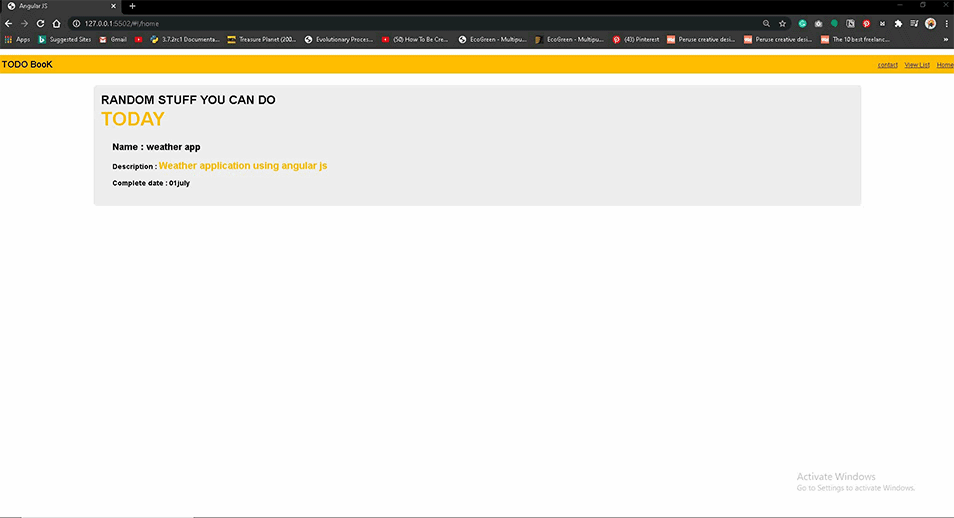 Angular JS
127.0.0.1:5502/#!/home
Apps Suggested Sites Gmail 3.7.2rc1 Documenta... Treasure Planet (200... Evolutionary Proces... (50) How To Be Cre... EcoGreen - Multipu... EcoGreen - Multipu... (43) Pinterest Peruse creative desi... Peruse creative desi... The 10 best freelanc... »
TODO BooK contact View List Home
RANDOM STUFF YOU CAN DO
TODAY
Name : weather app
Description : Weather application using angular js
Complete date : 01july
Activate Windows
Go to Settings to activate Windows.